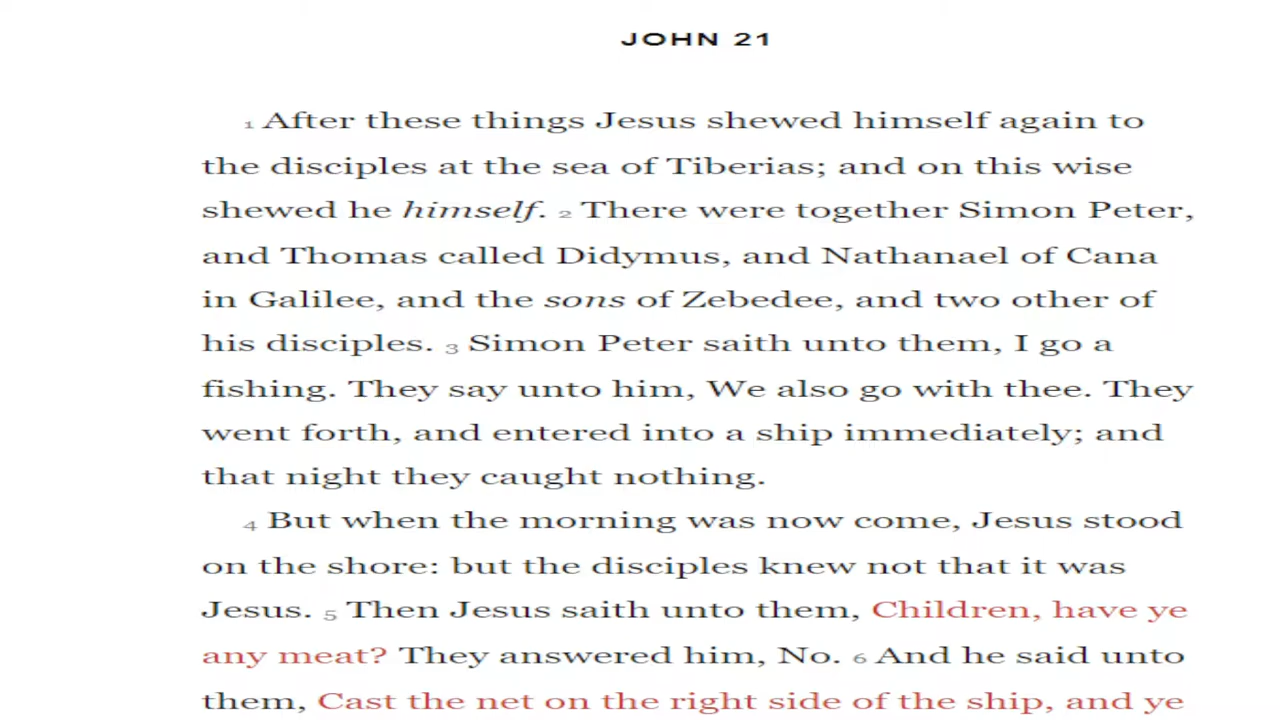 JOHN 21
1 After these things Jesus shewed himself again to
the disciples at the sea of Tiberias; and on this wise
shewed he himself. 2 There were together Simon Peter,
and Thomas called Didymus, and Nathanael of Cana
in Galilee, and the sons of Zebedee, and two other of
his disciples. 3 Simon Peter saith unto them, I go a
fishing. They say unto him, We also go with thee. They
went forth, and entered into a ship immediately; and
that night they caught nothing.
4 But when the morning was now come, Jesus stood
on the shore: but the disciples knew not that it was
Jesus. 5 Then Jesus saith unto them, Children, have ye
any meat? They answered him, No. 6 And he said unto
them, Cast the net on the right side of the ship, and ye